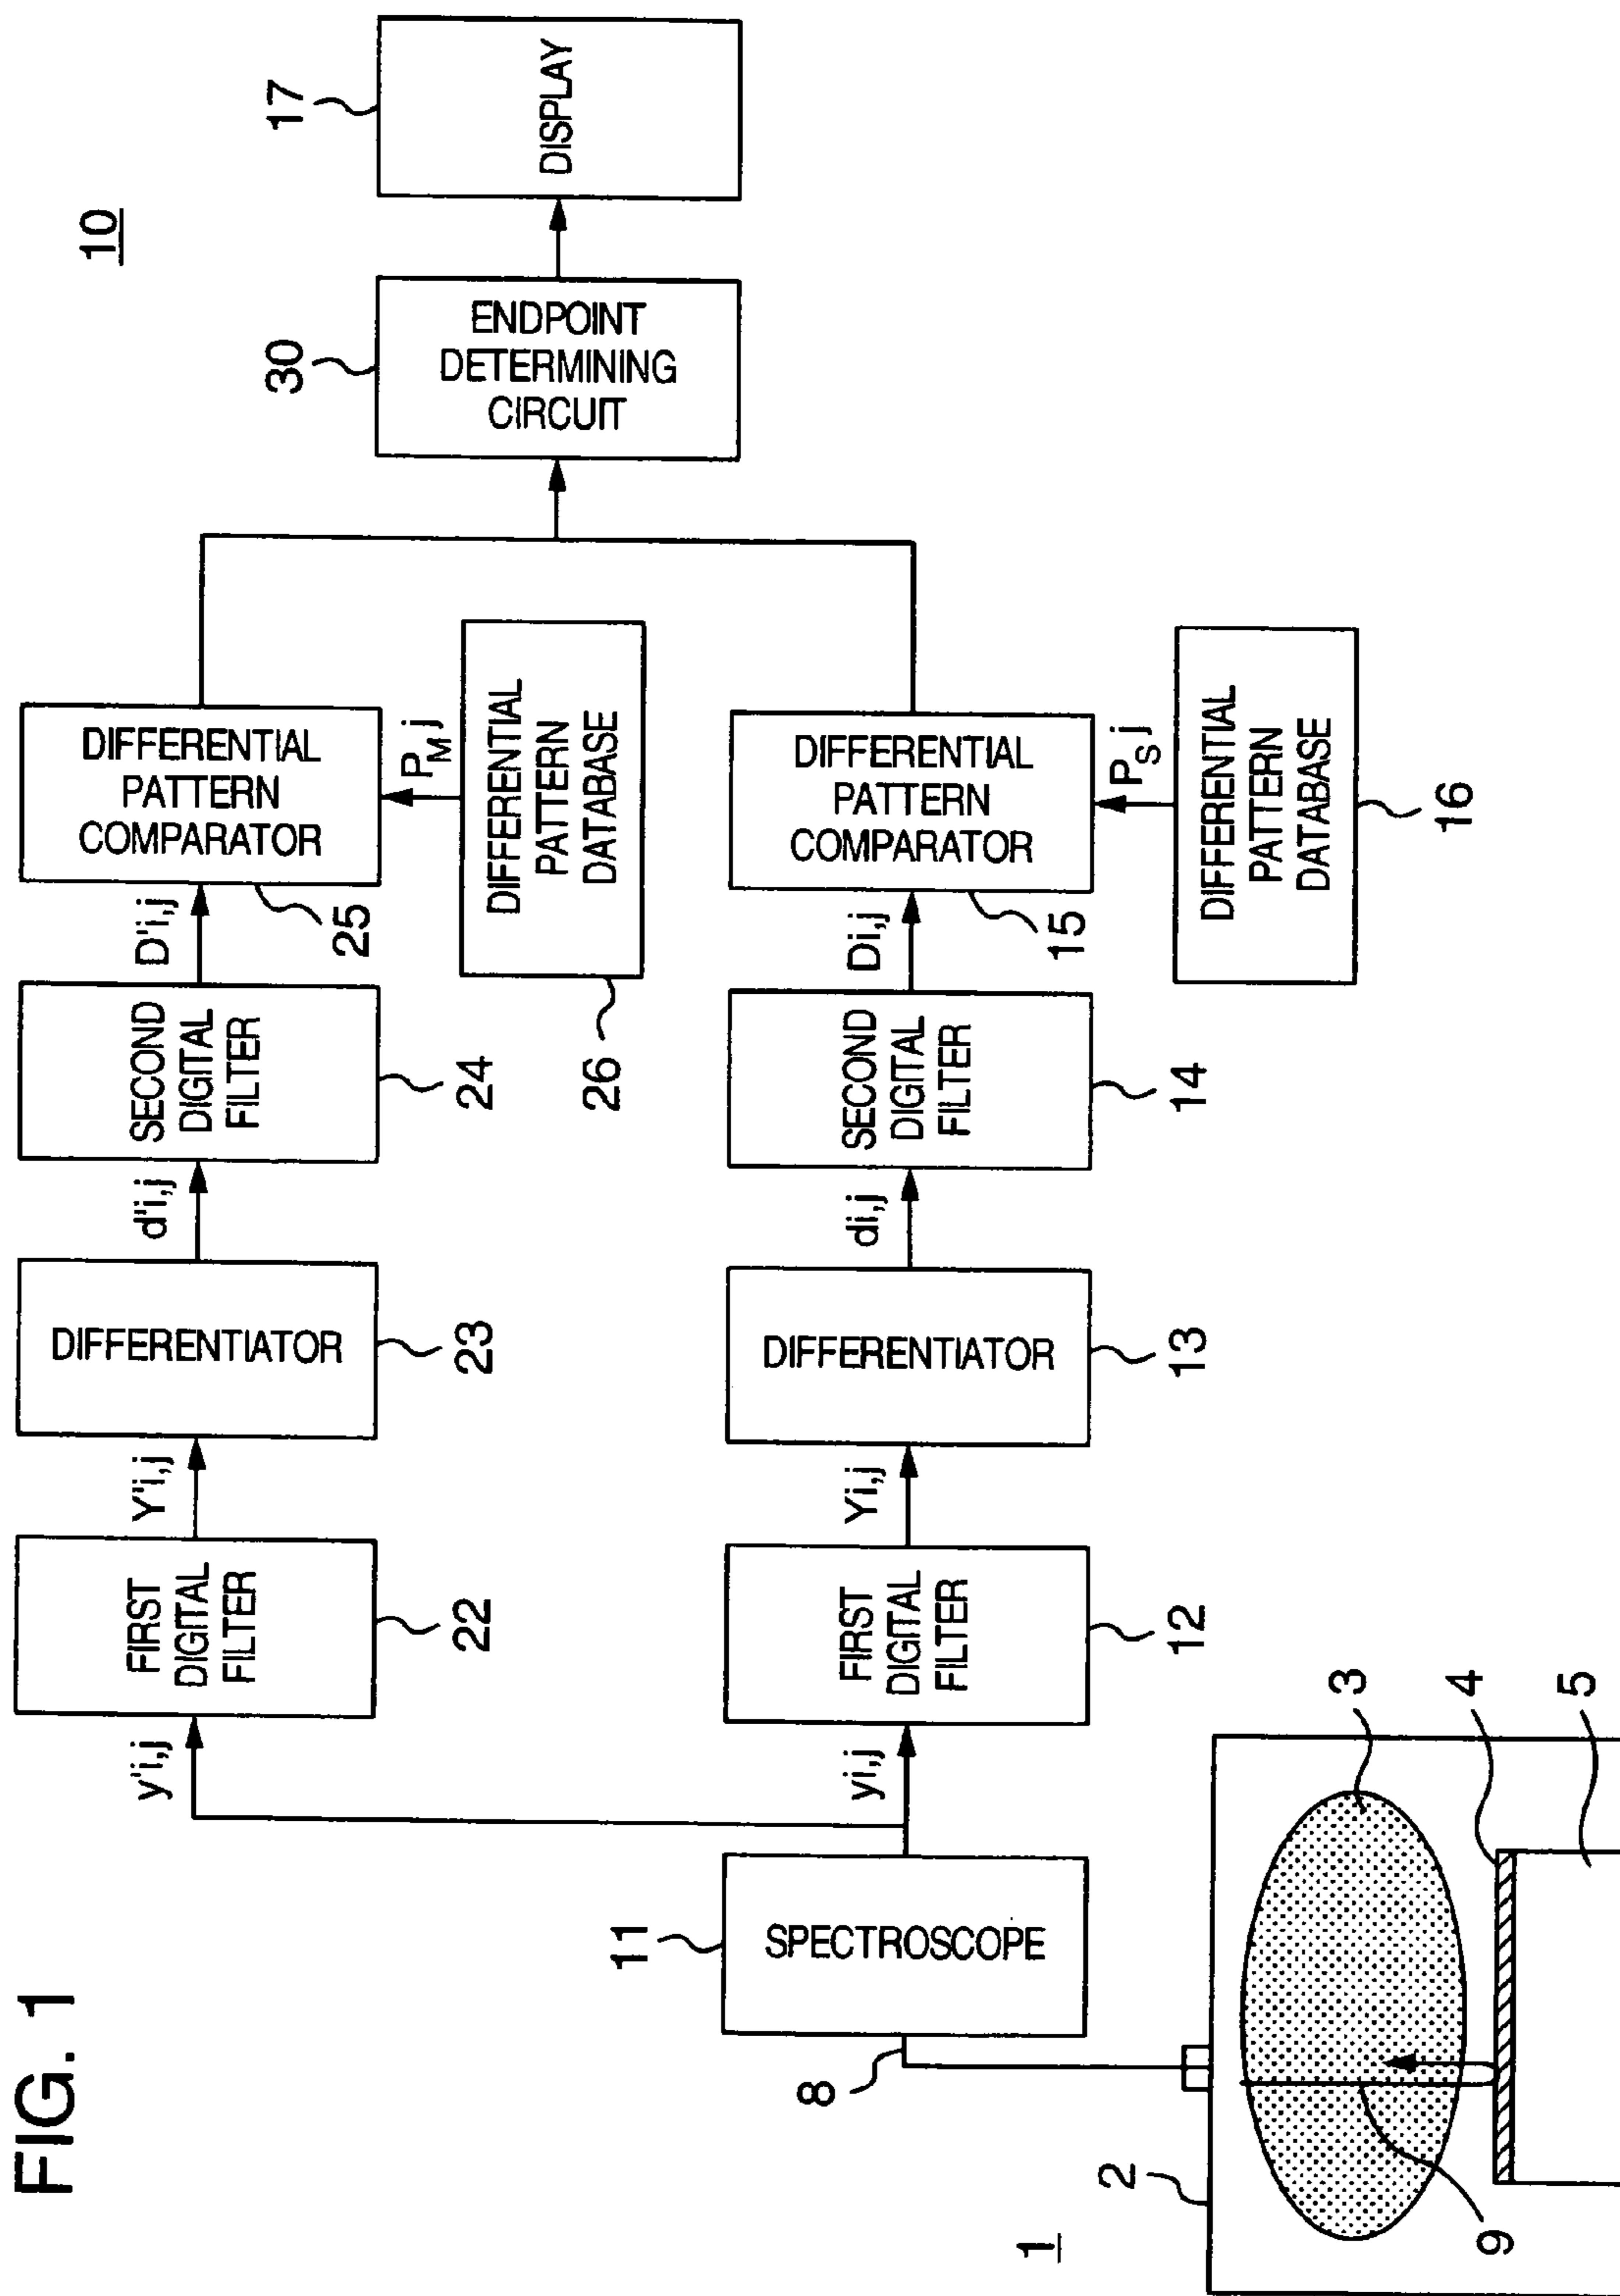 FIG. 1
10
y'i,j
FIRST
DIGITAL
FILTER
22
Y'i,j
DIFFERENTIATOR
23
d'i,j
SECOND
DIGITAL
FILTER
24
D'i,j
DIFFERENTIAL
PATTERN
COMPARATOR
25
PM j
DIFFERENTIAL
PATTERN
DATABASE
26
30
ENDPOINT
DETERMINING
CIRCUIT
17
DISPLAY
11
SPECTROSCOPE
8
yi,j
FIRST
DIGITAL
FILTER
12
Yi,j
DIFFERENTIATOR
13
di,j
SECOND
DIGITAL
FILTER
14
Di,j
DIFFERENTIAL
PATTERN
COMPARATOR
15
PS j
DIFFERENTIAL
PATTERN
DATABASE
16
1
2
3
4
5
9